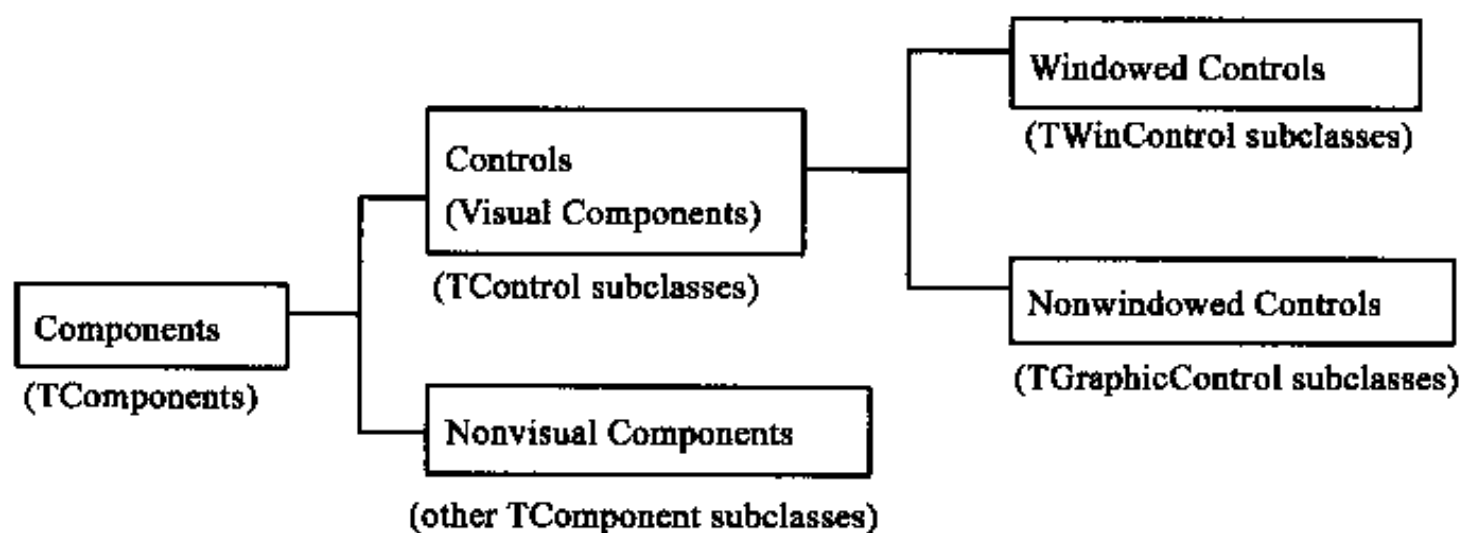 Components
(TComponents)
Controls
(Visual Components)
(TControl subclasses)
Nonvisual Components
(other TComponent subclasses)
Windowed Controls
(TWinControl subclasses)
Nonwindowed Controls
(TGraphicControl subclasses)